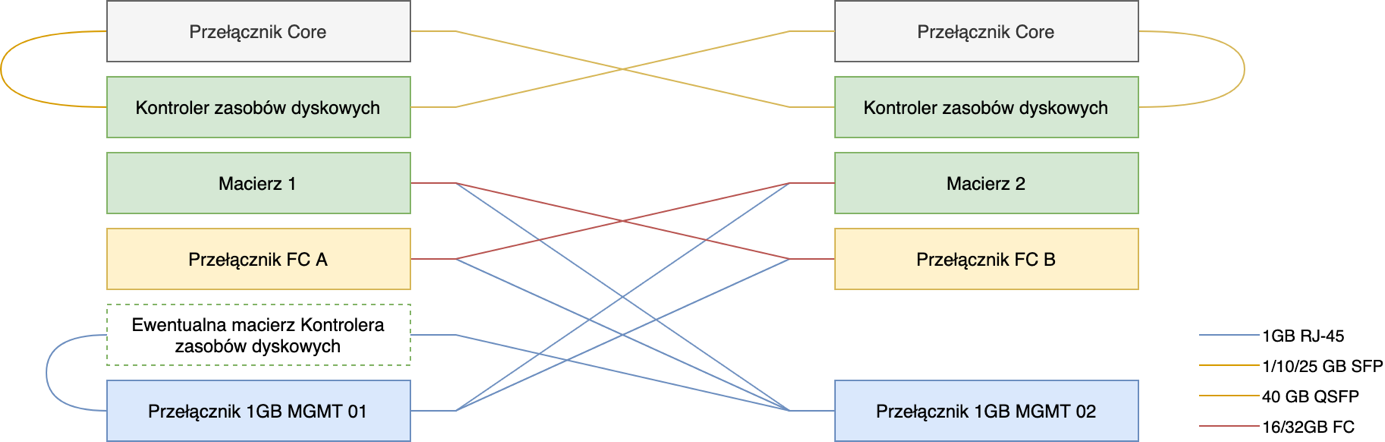 Przełącznik Core
Przełącznik Core
Kontroler zasobów dyskowych
Kontroler zasobów dyskowych
Macierz 1
Macierz 2
Przełącznik FC A
Przełącznik FC B
Ewentualna macierz Kontrolera
zasobów dyskowych
Przełącznik 1GB MGMT 01
Przełącznik 1GB MGMT 02
1GB RJ-45
1/10/25 GB SFP
40 GB QSFP
16/32GB FC